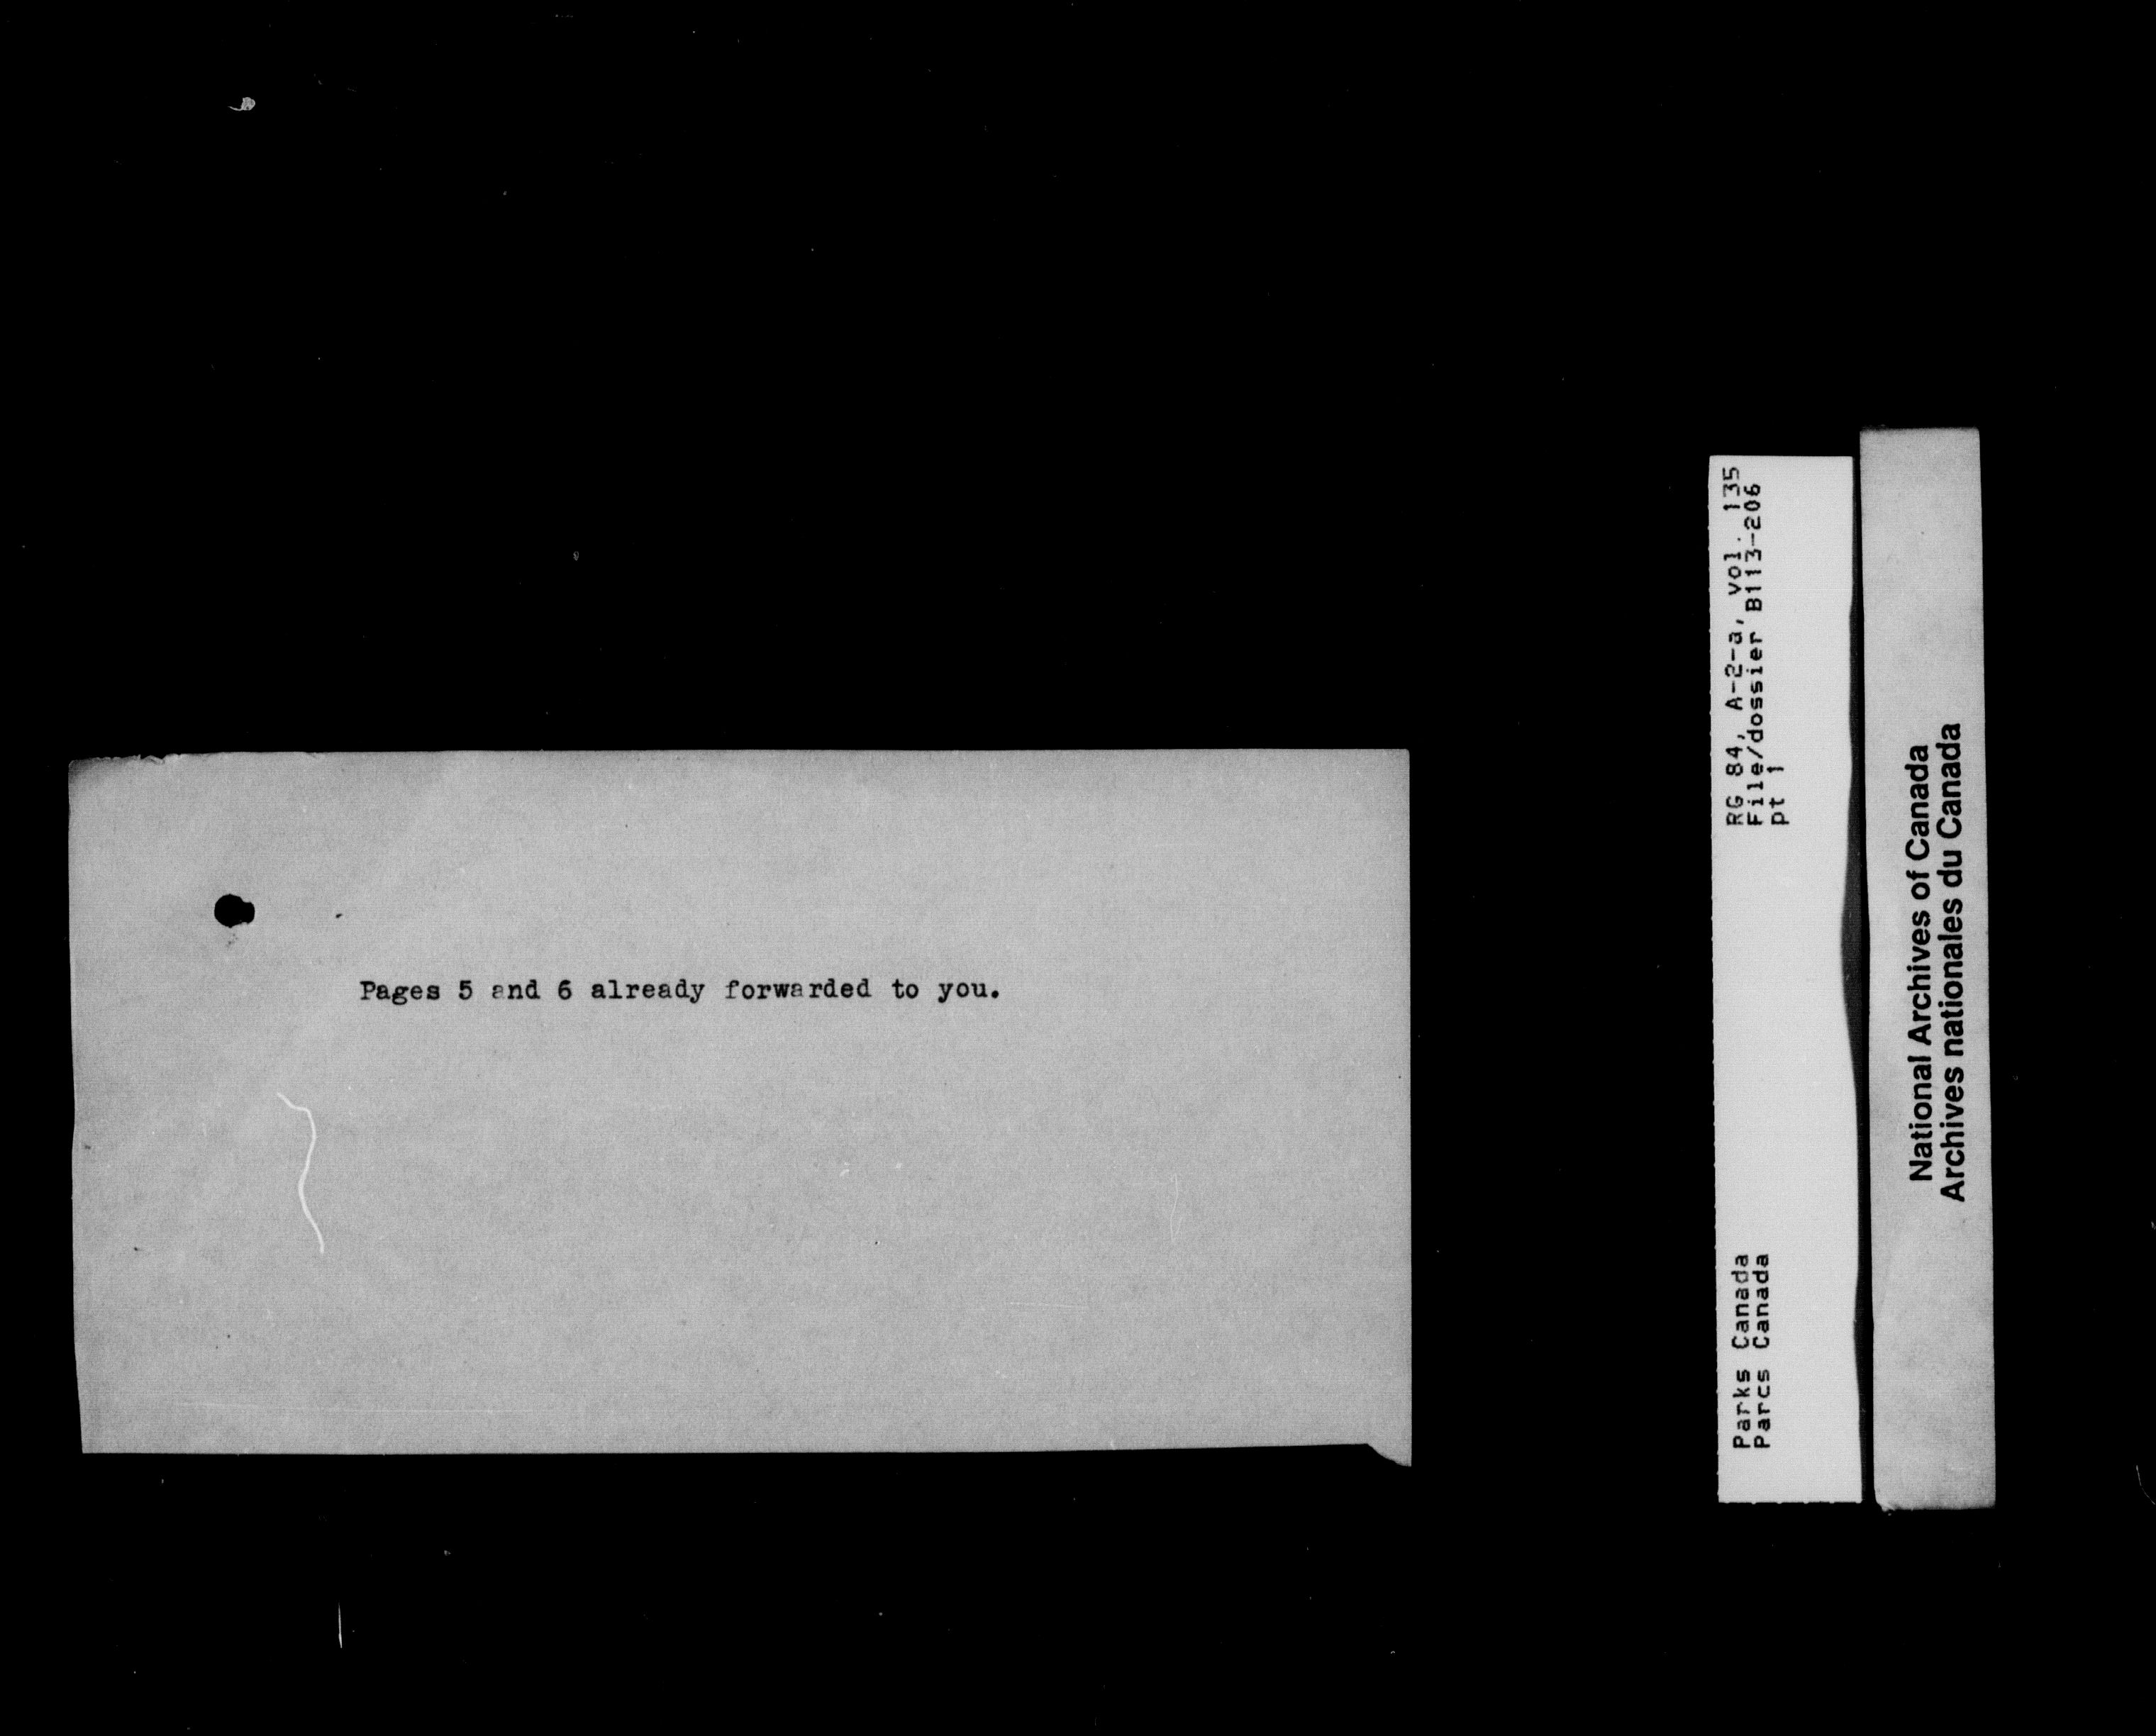 Pages 5 and 6 already forwarded to you.
RG 84, A-2-a, vol. 135
File/dossier B113-206
pt 1
Parks Canada
Parcs Canada
National Archives of Canada
Archives nationales du Canada